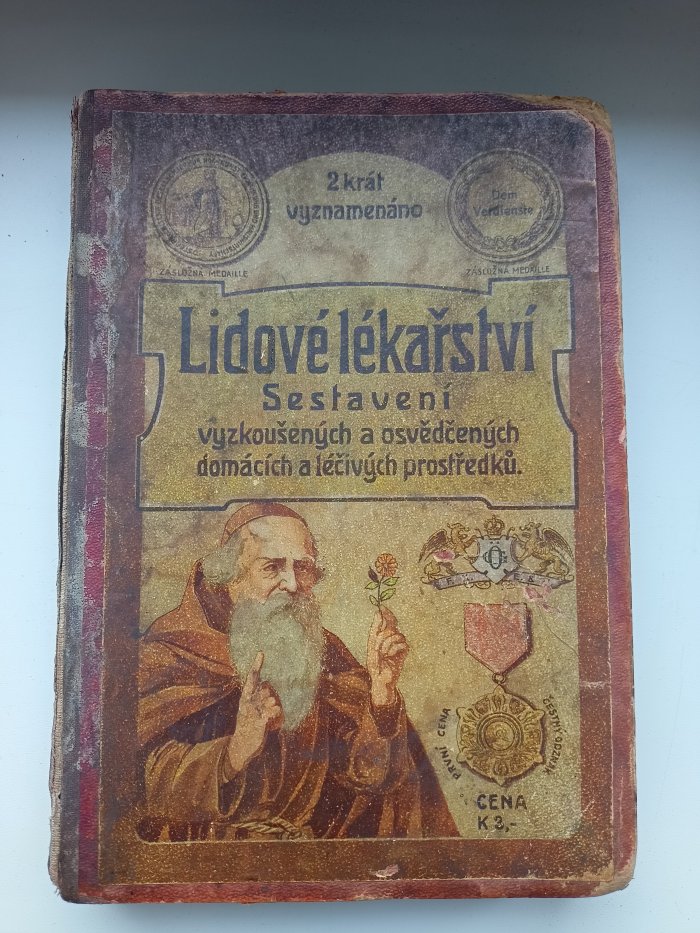 2 krát
vyznamenáno
Dem
Verdienste
ZÁSLUŽNÁ MEDAILLE
ZÁSLUŽNÁ MEDAILLE
Lidové lékařství
Sestavení
vyzkoušených a osvědčených
domácích a léčivých prostředků.
PRVNÍ CENA
ČESTNÝ ODZNAK
CENA
K 3,-